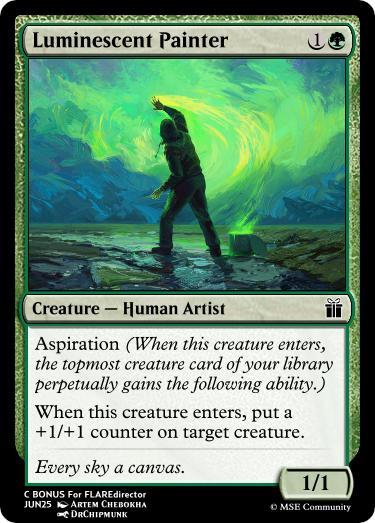 Luminescent Painter 1
Creature — Human Artist
Aspiration (When this creature enters,
the topmost creature card of your library
perpetually gains the following ability.)
When this creature enters, put a
+1/+1 counter on target creature.
Every sky a canvas.
1/1
C BONUS For FLAREdirector
JUN25 Artem Chebokha
DrChipmunk
© MSE Community